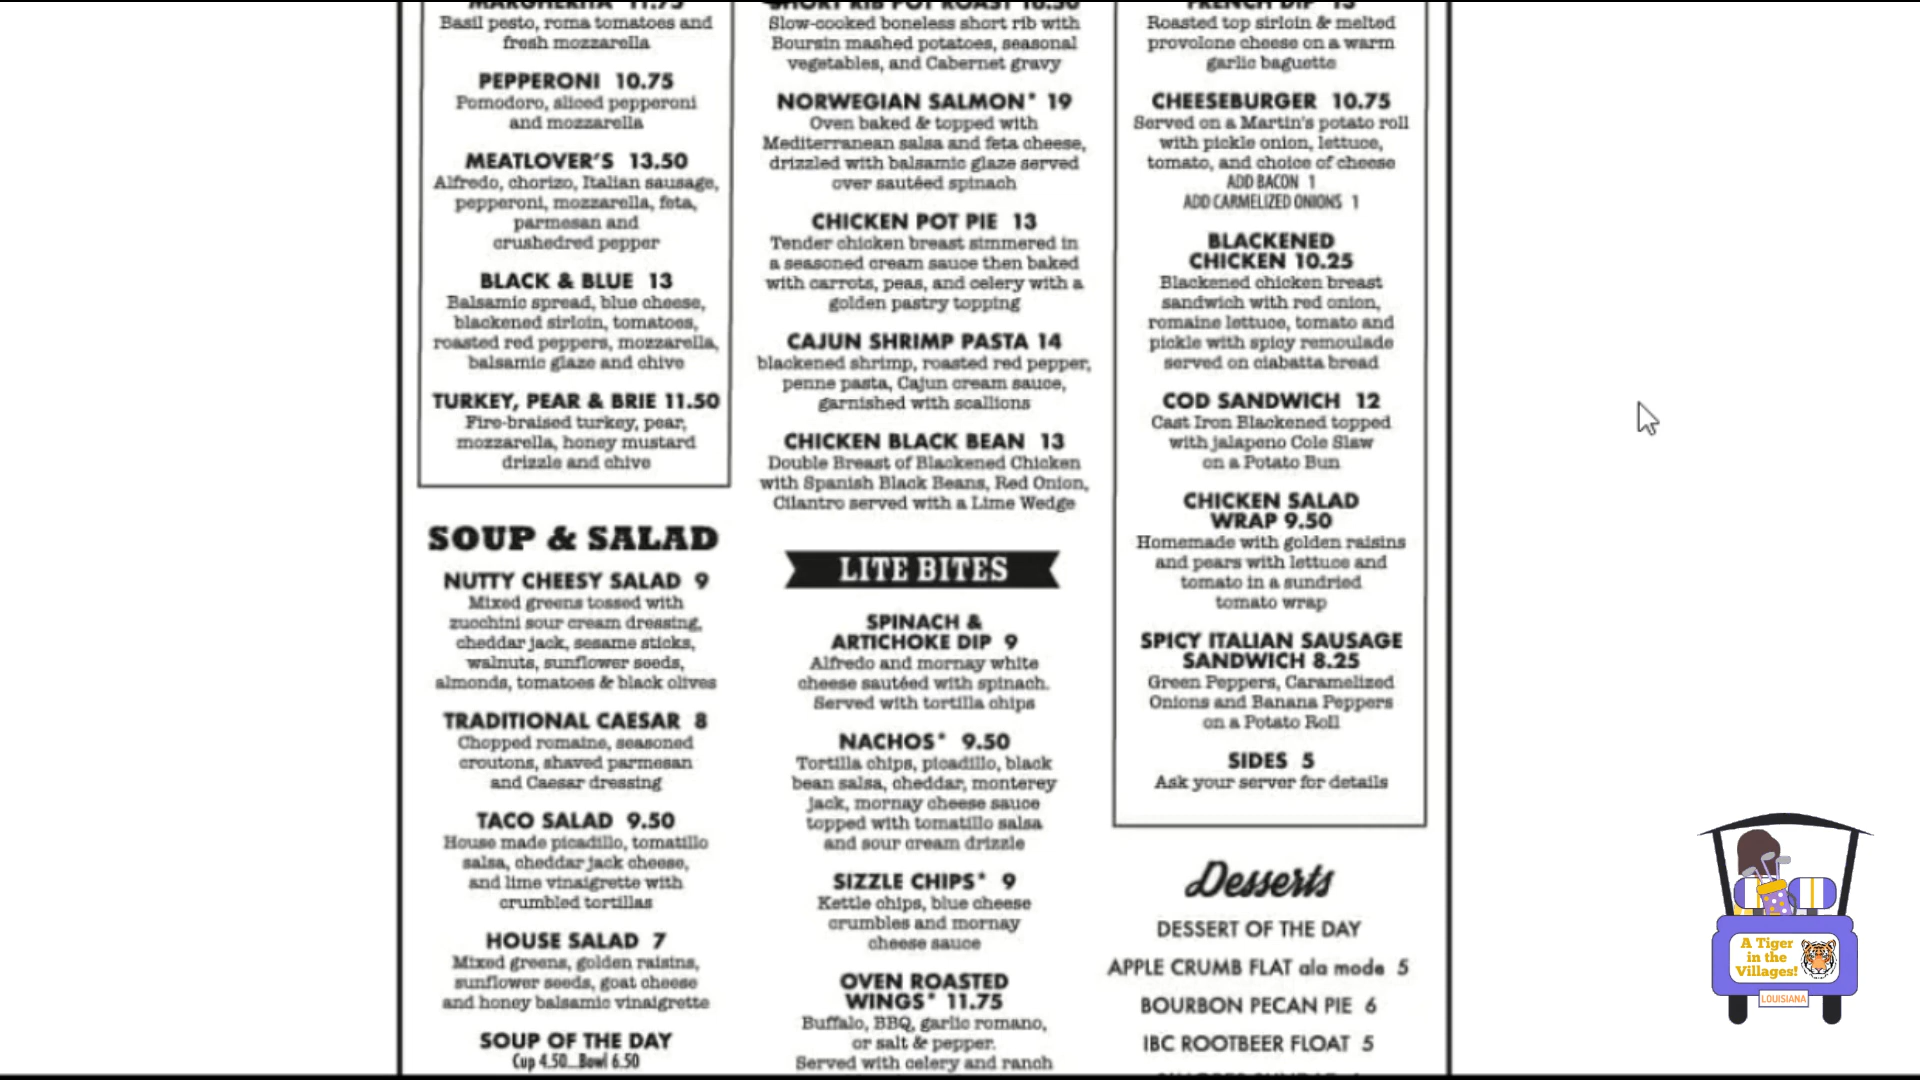 MARGHERITA 11.75
Basil pesto, roma tomatoes and
fresh mozzarella
PEPPERONI 10.75
Pomodoro, sliced pepperoni
and mozzarella
MEATLOVER'S 13.50
Alfredo, chorizo, Italian sausage,
pepperoni, mozzarella, feta,
parmesan and
crushedred pepper
BLACK & BLUE 13
Balsamic spread, blue cheese,
blackened sirloin, tomatoes,
roasted red peppers, mozzarella,
balsamic glaze and chive
TURKEY, PEAR & BRIE 11.50
Fire-braised turkey, pear,
mozzarella, honey mustard
drizzle and chive
SOUP & SALAD
NUTTY CHEESY SALAD 9
Mixed greens tossed with
zucchini sour cream dressing,
cheddar jack, sesame sticks,
walnuts, sunflower seeds,
almonds, tomatoes & black olives
TRADITIONAL CAESAR 8
Chopped romaine, seasoned
croutons, shaved parmesan
and Caesar dressing
TACO SALAD 9.50
House made picadillo, tomatillo
salsa, cheddar jack cheese,
and lime vinaigrette with
crumbled tortillas
HOUSE SALAD 7
Mixed greens, golden raisins,
sunflower seeds, goat cheese
and honey balsamic vinaigrette
SOUP OF THE DAY
Cup 4.50...Bowl 6.50
SHORT RIB POT ROAST 16.50
Slow-cooked boneless short rib with
Boursin mashed potatoes, seasonal
vegetables, and Cabernet gravy
NORWEGIAN SALMON* 19
Oven baked & topped with
Mediterranean salsa and feta cheese,
drizzled with balsamic glaze served
over sautéed spinach
CHICKEN POT PIE 13
Tender chicken breast simmered in
a seasoned cream sauce then baked
with carrots, peas, and celery with a
golden pastry topping
CAJUN SHRIMP PASTA 14
blackened shrimp, roasted red pepper,
penne pasta, Cajun cream sauce,
garnished with scallions
CHICKEN BLACK BEAN 13
Double Breast of Blackened Chicken
with Spanish Black Beans, Red Onion,
Cilantro served with a Lime Wedge
LITE BITES
SPINACH &
ARTICHOKE DIP 9
Alfredo and mornay white
cheese sautéed with spinach.
Served with tortilla chips
NACHOS* 9.50
Tortilla chips, picadillo, black
bean salsa, cheddar, monterey
jack, mornay cheese sauce
topped with tomatillo salsa
and sour cream drizzle
SIZZLE CHIPS* 9
Kettle chips, blue cheese
crumbles and mornay
cheese sauce
OVEN ROASTED
WINGS* 11.75
Buffalo, BBQ, garlic romano,
or salt & pepper.
Served with celery and ranch
FRENCH DIP 13
Roasted top sirloin & melted
provolone cheese on a warm
garlic baguette
CHEESEBURGER 10.75
Served on a Martin's potato roll
with pickle onion, lettuce,
tomato, and choice of cheese
ADD BACON 1
ADD CARMELIZED ONIONS 1
BLACKENED
CHICKEN 10.25
Blackened chicken breast
sandwich with red onion,
romaine lettuce, tomato and
pickle with spicy remoulade
served on ciabatta bread
COD SANDWICH 12
Cast Iron Blackened topped
with jalapeno Cole Slaw
on a Potato Bun
CHICKEN SALAD
WRAP 9.50
Homemade with golden raisins
and pears with lettuce and
tomato in a sundried
tomato wrap
SPICY ITALIAN SAUSAGE
SANDWICH 8.25
Green Peppers, Caramelized
Onions and Banana Peppers
on a Potato Roll
SIDES 5
Ask your server for details
Desserts
DESSERT OF THE DAY
APPLE CRUMB FLAT ala mode 5
BOURBON PECAN PIE 6
IBC ROOTBEER FLOAT 5
A Tiger
in the
Villages!
LOUISIANA